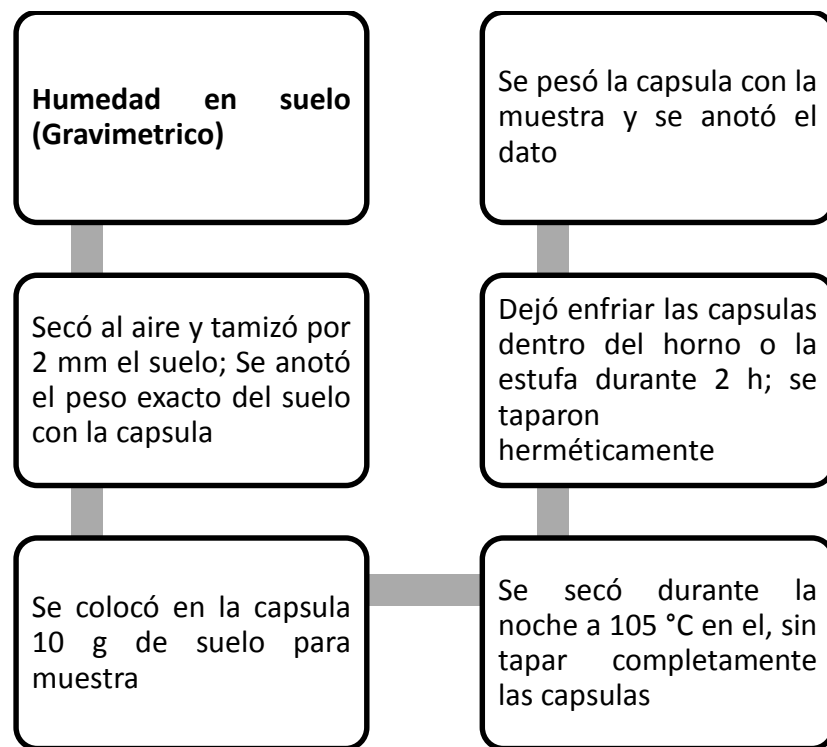 Humedad en suelo
(Gravimetrico)
Secó al aire y tamizó por
2 mm el suelo; Se anotó
el peso exacto del suelo
con la capsula
Se colocó en la capsula
10 g de suelo para
muestra
Se secó durante la
noche a 105 °C en el, sin
tapar completamente
las capsulas
Dejó enfriar las capsulas
dentro del horno o la
estufa durante 2 h; se
taparon
herméticamente
Se pesó la capsula con la
muestra y se anotó el
dato